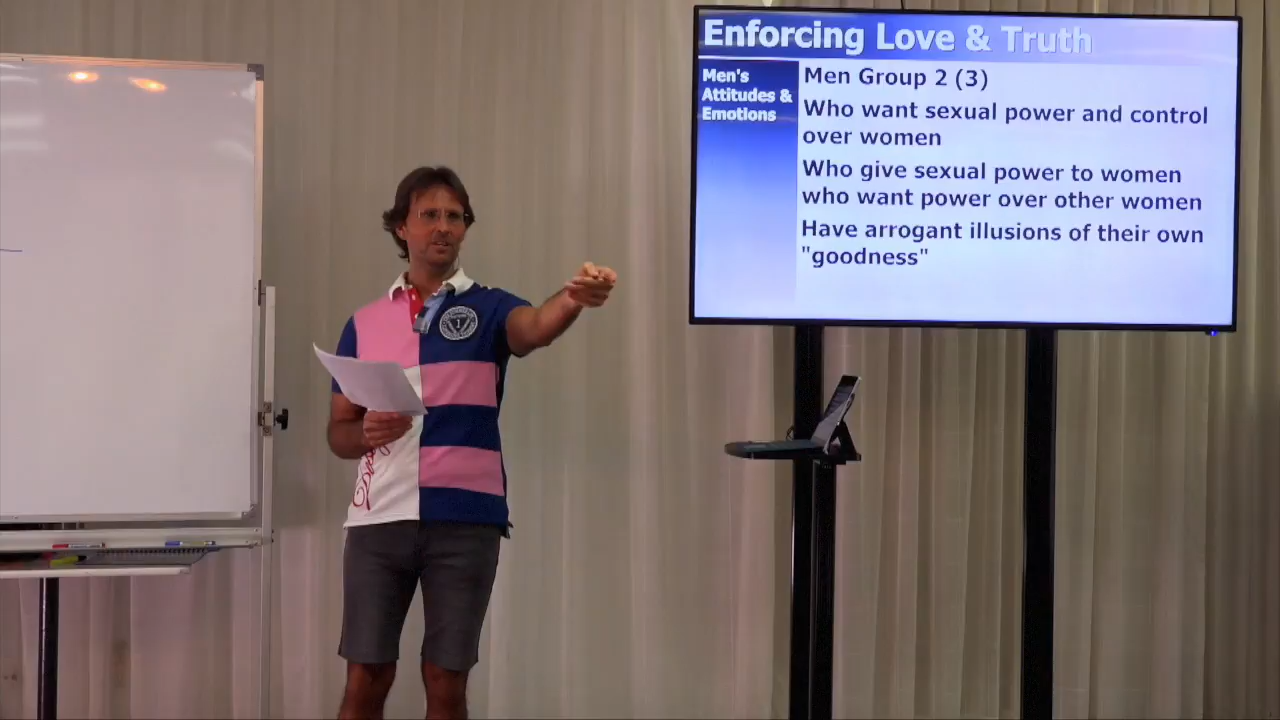 Enforcing Love & Truth
Men's
Attitudes &
Emotions
Men Group 2 (3)
Who want sexual power and control
over women
Who give sexual power to women
who want power over other women
Have arrogant illusions of their own
"goodness"
1